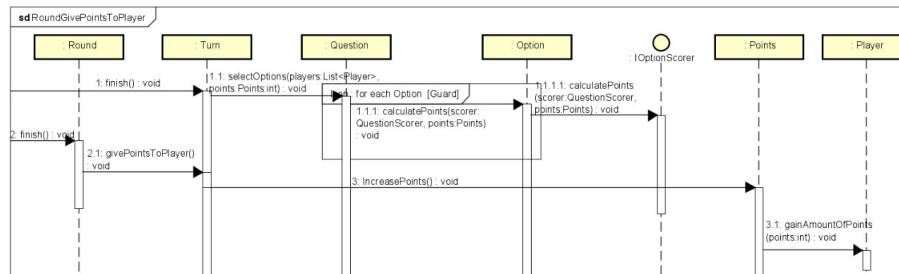 sd RoundGivePointsToPlayer
: Round
: Turn
: Question
: Option
: IOptionScorer
: Points
: Player
1: finish() : void
1.1: selectOptions(players:List<Player>,
points Points:int) : void
for each Option [Guard]
1.1.1: calculatePoints(scorer:
QuestionScorer, points:Points)
: void
1.1.1.1: calculatePoints
(scorer:QuestionScorer,
points:Points) : void
2: finish() : void
2.1: givePointsToPlayer()
: void
3: IncreasePoints() : void
3.1: gainAmountOfPoints
(points:int) : void